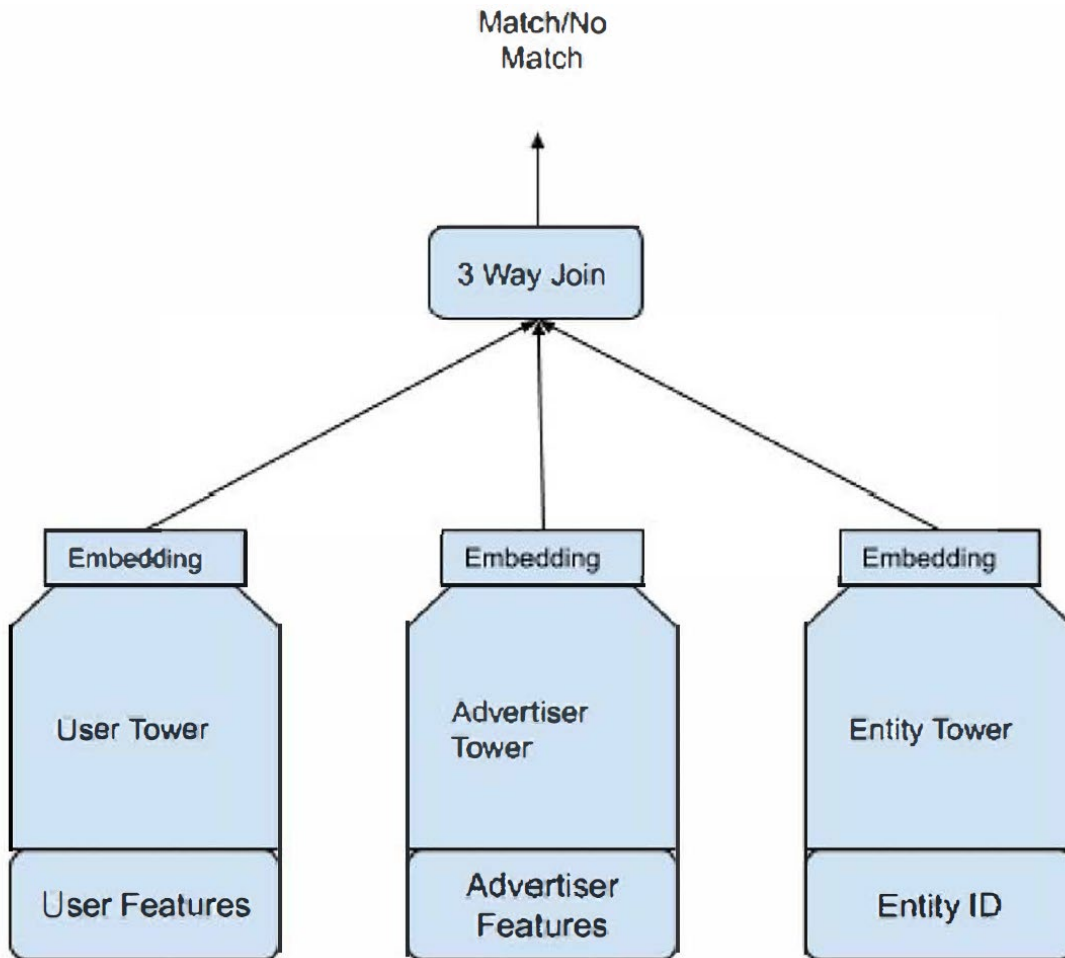 Match/No
Match
3 Way Join
Embedding
Embedding
Embedding
User Tower
Advertiser
Tower
Entity Tower
User Features
Advertiser
Features
Entity ID